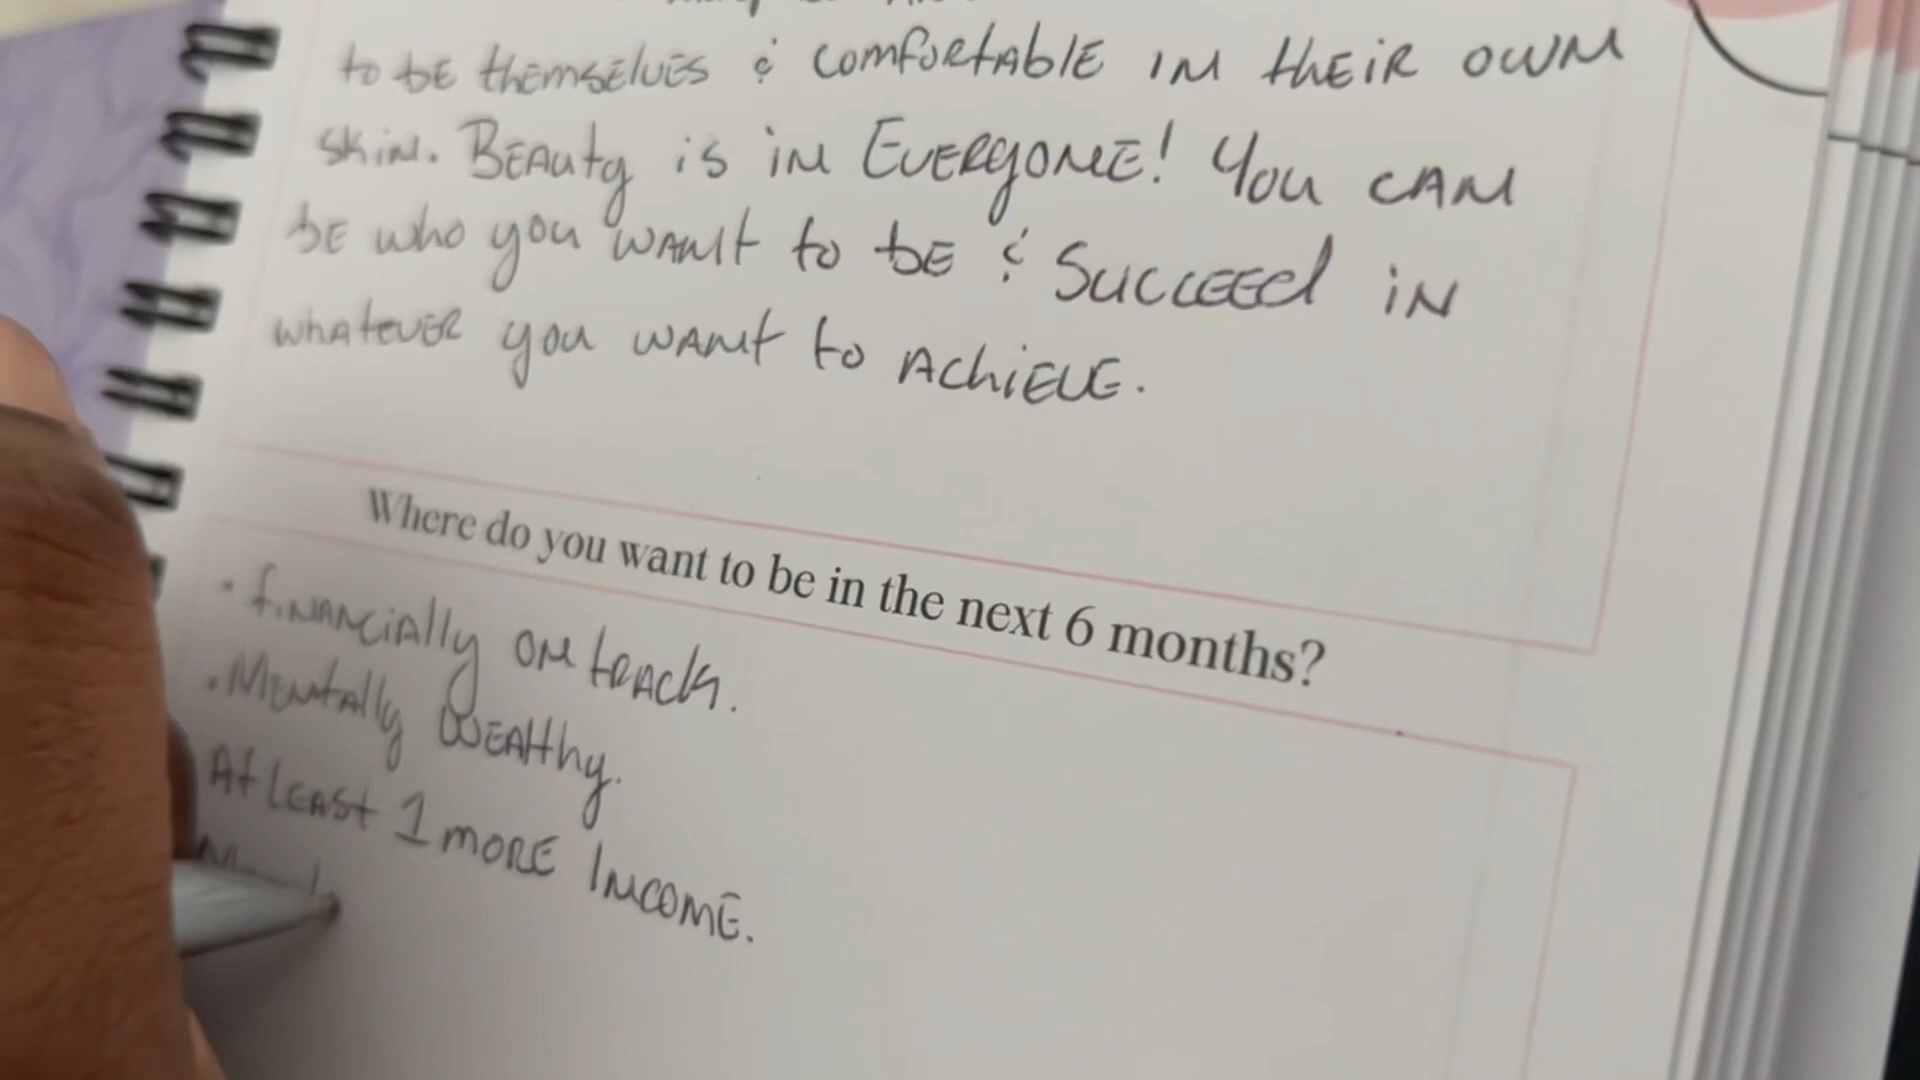 to be themselves & comfortable in their own
skin. Beauty is in Everyone! You can
be who you want to be & Succeed in
whatever you want to Achieve.
Where do you want to be in the next 6 months?
• financially on track.
• Mentally Wealthy.
At least 1 more Income.